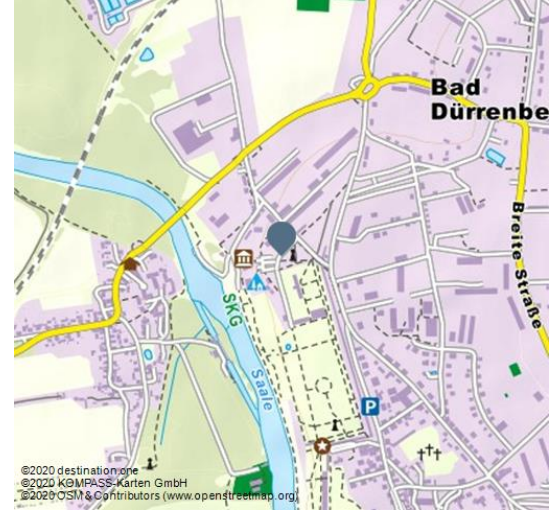 Bad
Dürrenbe
Breite Straße
SKG
Saale
P
©2020 destination.one
©2020 KOMPASS-Karten GmbH
©2020 OSM & Contributors (www.openstreetmap.org)